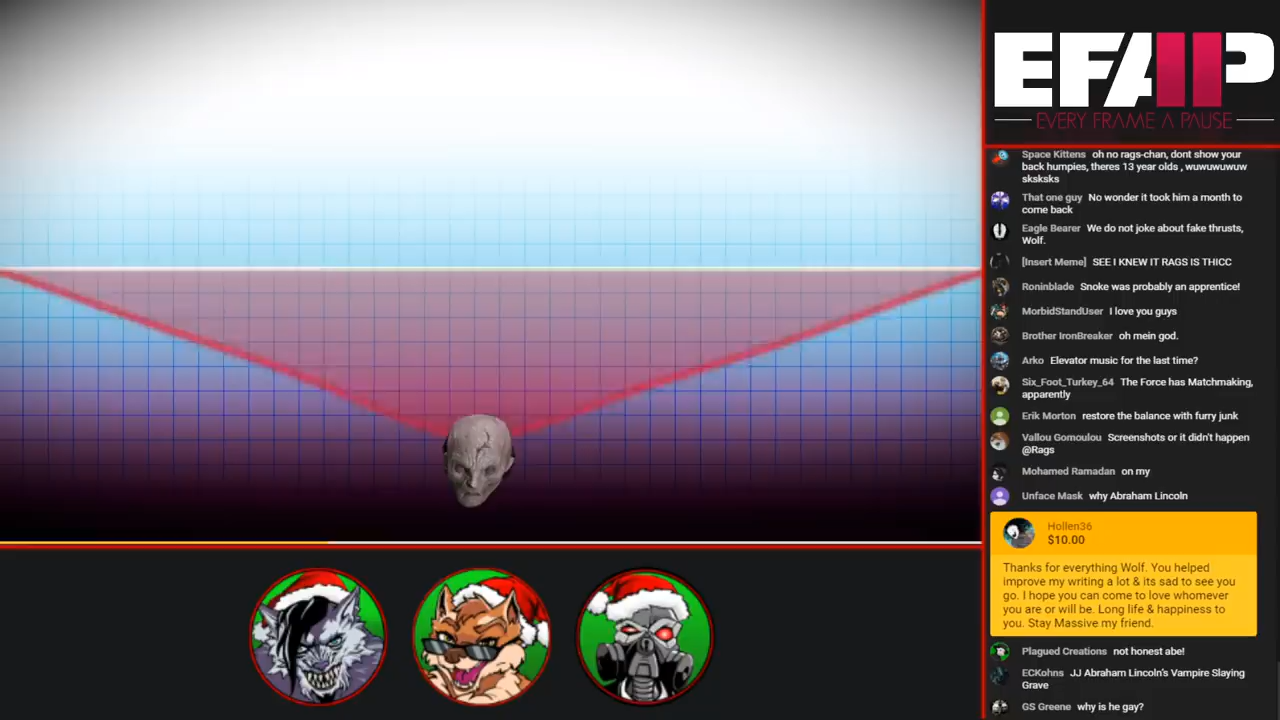 EFAP
EVERY FRAME A PAUSE
Space Kittens oh no rags-chan, dont show your
back humpies, theres 13 year olds , wuwuwuwuw
sksksks
That one guy No wonder it took him a month to
come back
Eagle Bearer We do not joke about fake thrusts,
Wolf.
[Insert Meme] SEE I KNEW IT RAGS IS THICC
Roninblade Snoke was probably an apprentice!
MorbidStandUser I love you guys
Brother IronBreaker oh mein god.
Arko Elevator music for the last time?
Six_Foot_Turkey_64 The Force has Matchmaking,
apparently
Erik Morton restore the balance with furry junk
Vallou Gomoulou Screenshots or it didn't happen
@Rags
Mohamed Ramadan on my
Unface Mask why Abraham Lincoln
Hollen36
$10.00
Thanks for everything Wolf. You helped
improve my writing a lot & its sad to see you
go. I hope you can come to love whomever
you are or will be. Long life & happiness to
you. Stay Massive my friend.
Plagued Creations not honest abe!
ECKohns JJ Abraham Lincoln's Vampire Slaying
Grave
GS Greene why is he gay?